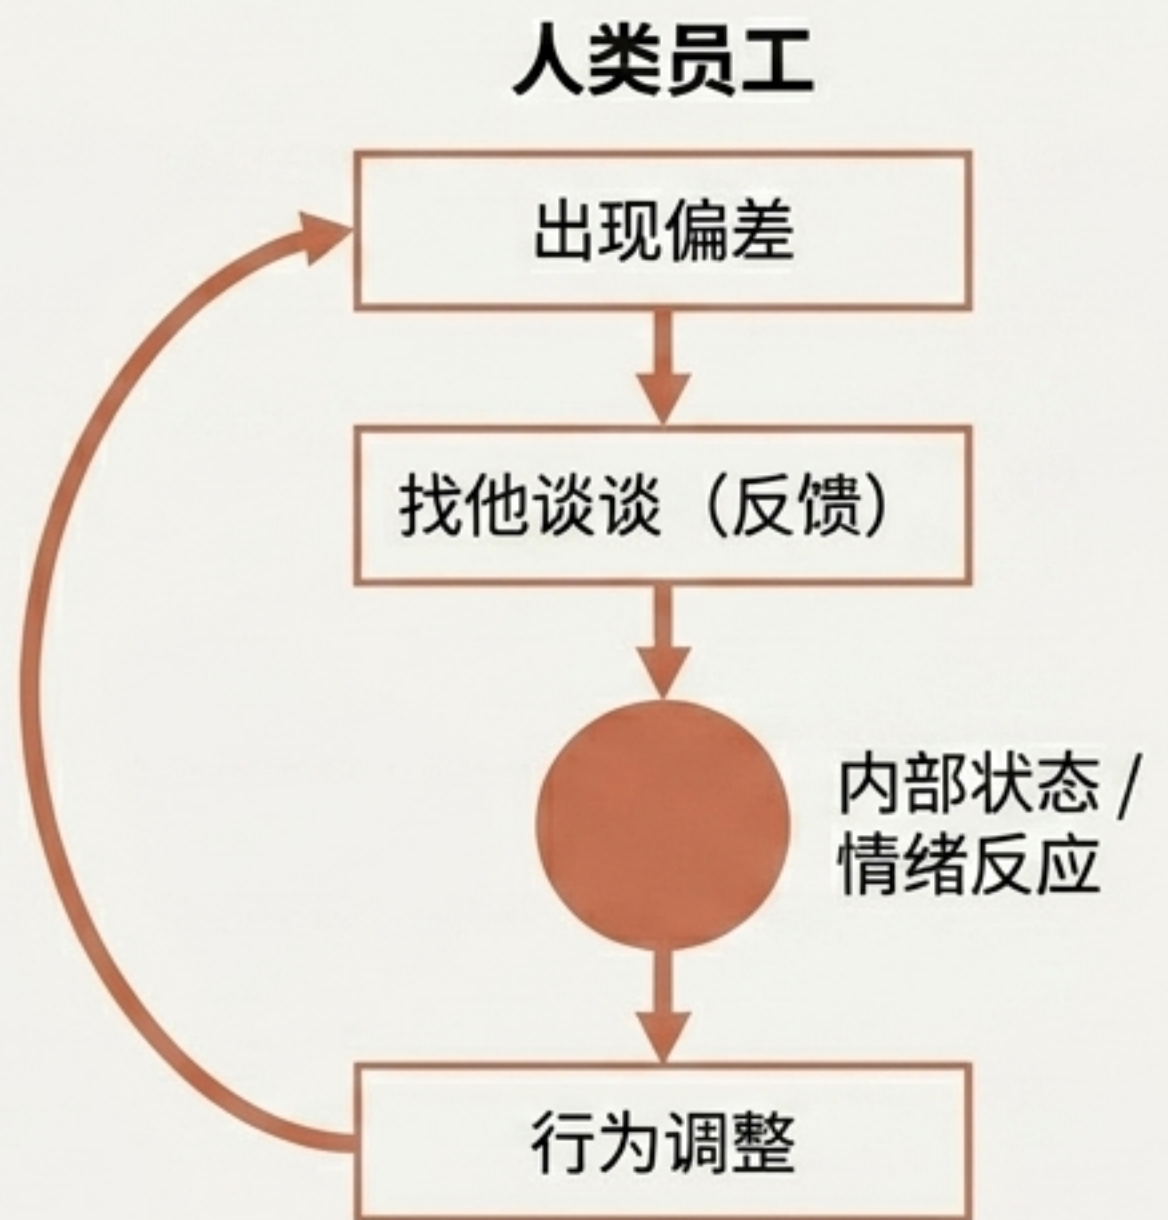 人类员工
出现偏差
找他谈谈（反馈）
内部状态 /
情绪反应
行为调整